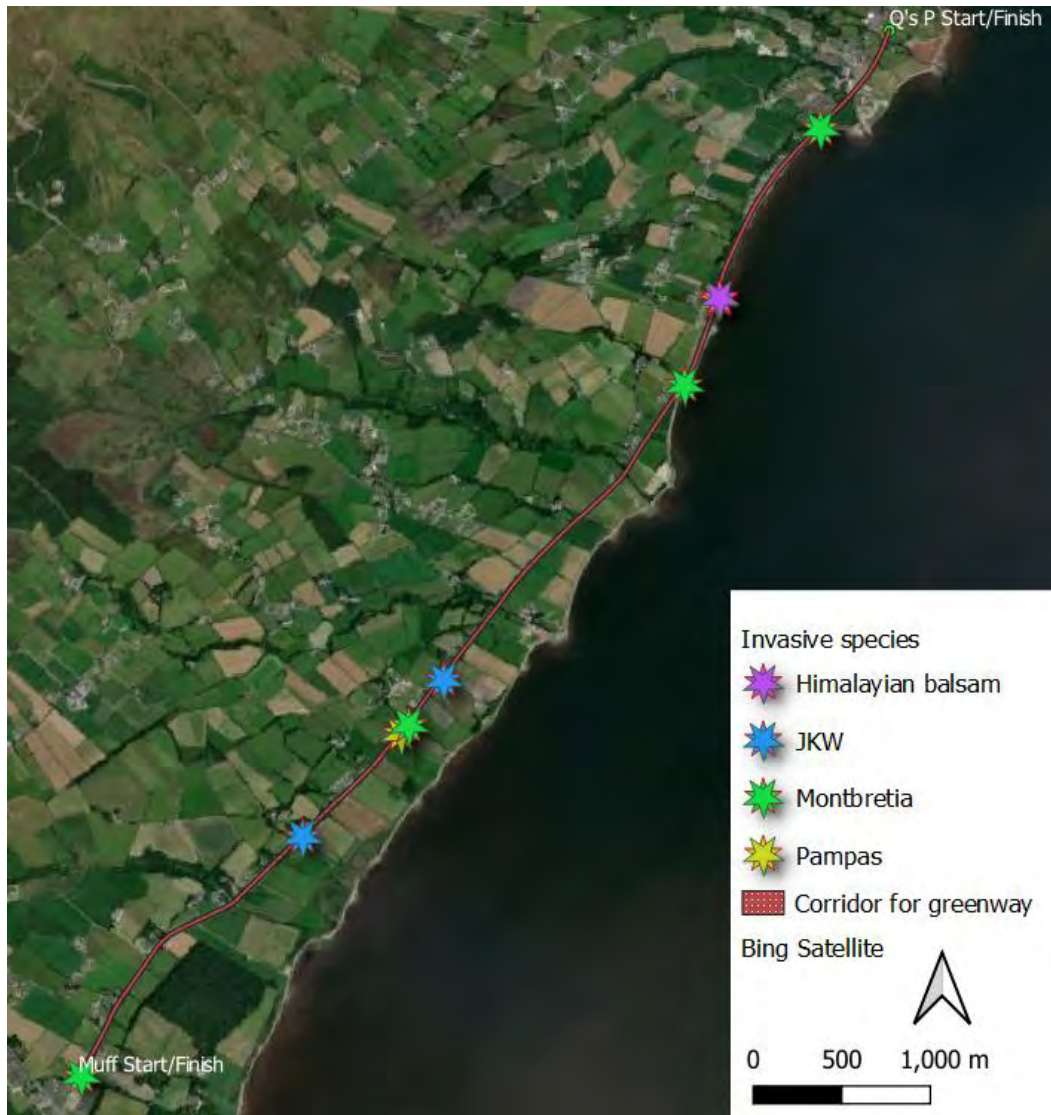 Q's P Start/Finish
Muff Start/Finish
Invasive species
Himalayian balsam
JKW
Montbretia
Pampas
Corridor for greenway
Bing Satellite
0 500 1,000 m